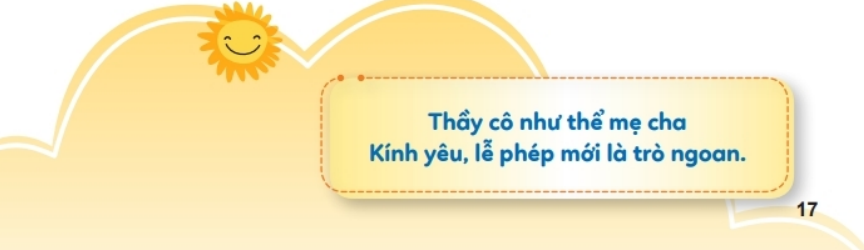 Thầy cô như thể mẹ cha
Kính yêu, lễ phép mới là trò ngoan.
17